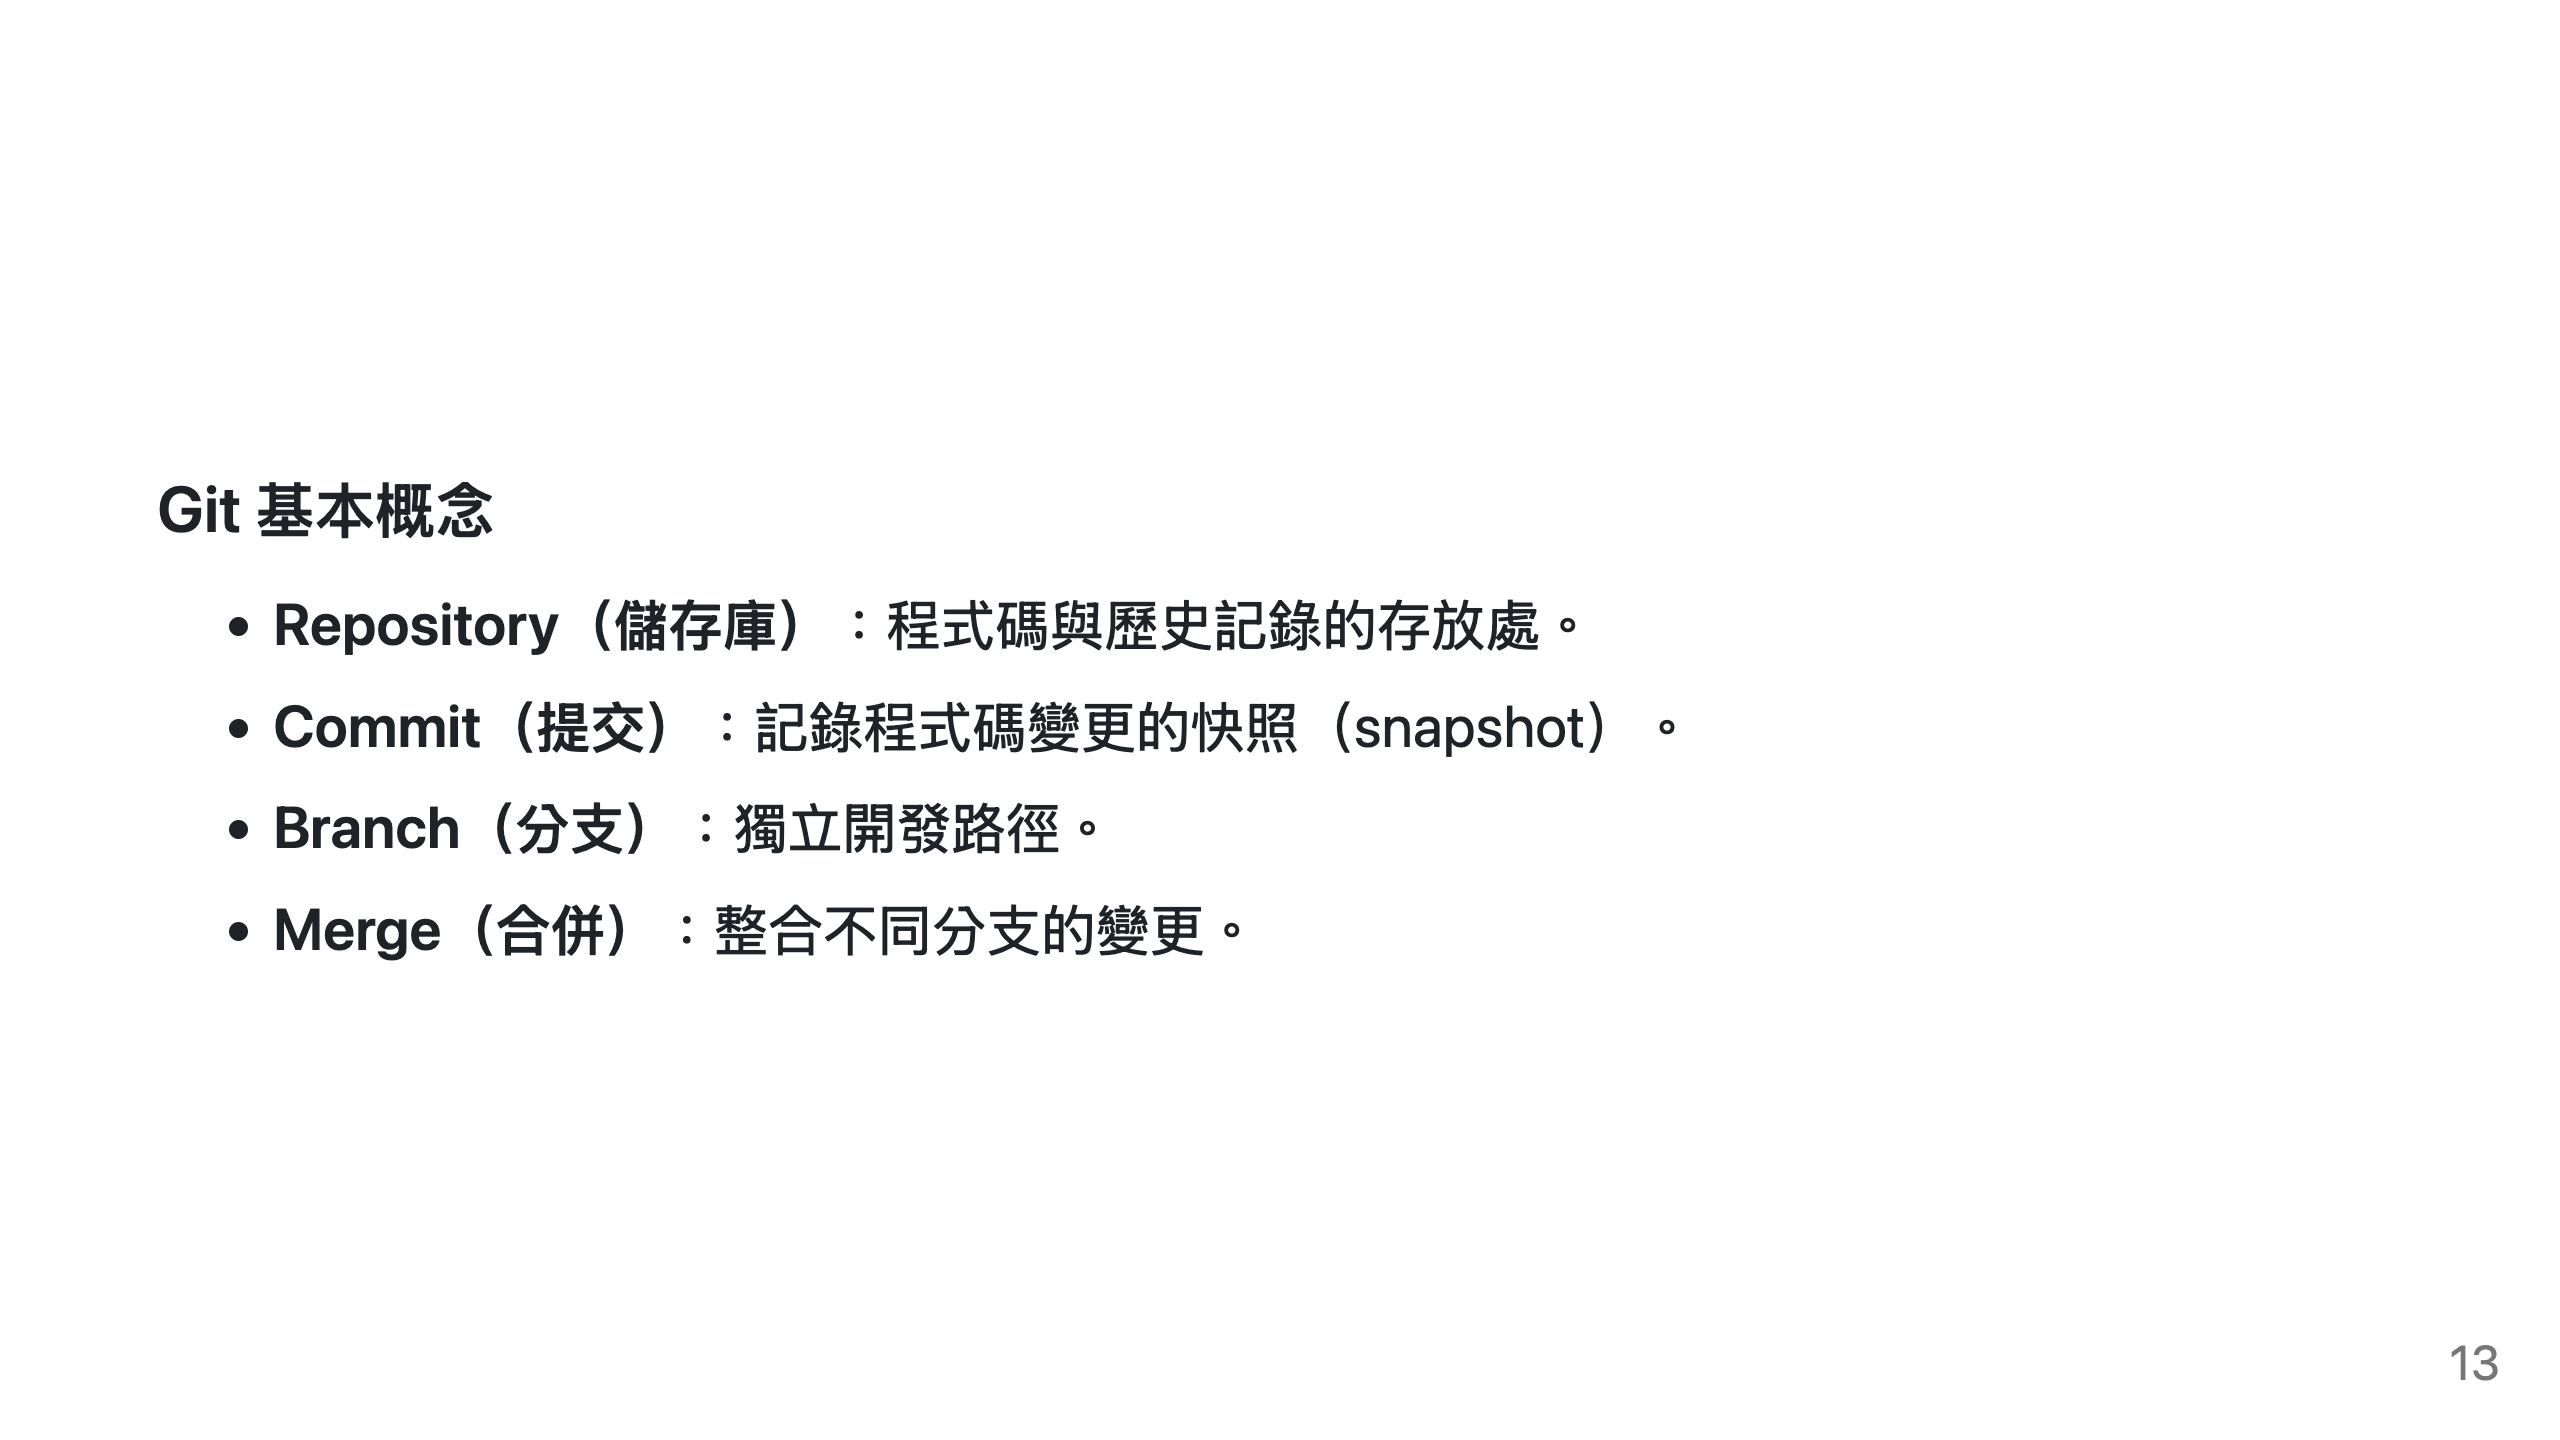 Git 基本概念
• Repository（儲存庫）：程式碼與歷史記錄的存放處。
• Commit（提交）：記錄程式碼變更的快照（snapshot）。
• Branch（分支）：獨立開發路徑。
• Merge（合併）：整合不同分支的變更。
13